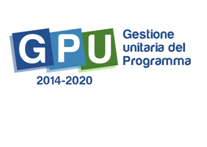 GPU
Gestione
unitaria del
Programma
2014-2020